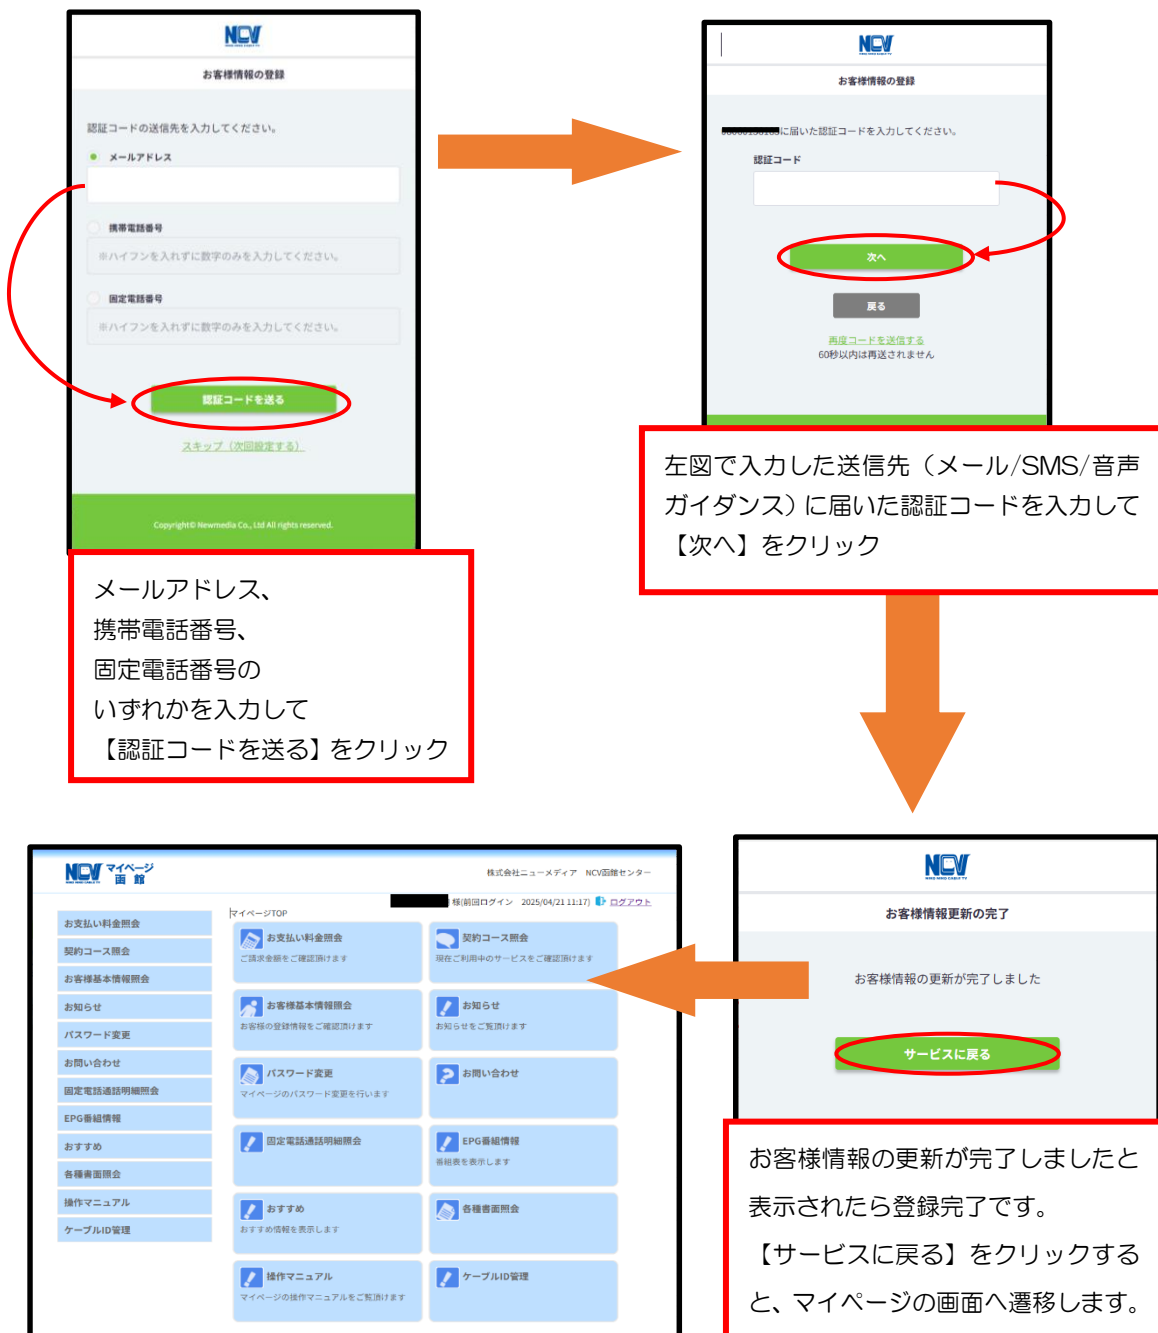 NCV
お客様情報の登録
認証コードの送信先を入力してください。
メールアドレス
携帯電話番号
※ハイフンを入れずに数字のみを入力してください。
固定電話番号
※ハイフンを入れずに数字のみを入力してください。
認証コードを送る
スキップ（次回設定する）
Copyright© Newmedia Co., Ltd All rights reserved.
メールアドレス、
携帯電話番号、
固定電話番号の
いずれかを入力して
【認証コードを送る】をクリック
NCV
お客様情報の登録
に届いた認証コードを入力してください。
認証コード
次へ
戻る
再度コードを送信する
60秒以内は再送されません
左図で入力した送信先（メール/SMS/音声
ガイダンス）に届いた認証コードを入力して
【次へ】をクリック
NCV
お客様情報更新の完了
お客様情報の更新が完了しました
サービスに戻る
お客様情報の更新が完了しましたと
表示されたら登録完了です。
【サービスに戻る】をクリックする
と、マイページの画面へ遷移します。
NCV マイページ
函館
株式会社ニューメディア NCV函館センター
様(前回ログイン 2025/04/21 11:17) ログアウト
お支払い料金照会
契約コース照会
お客様基本情報照会
お知らせ
パスワード変更
お問い合わせ
固定電話通話明細照会
EPG番組情報
おすすめ
各種書面照会
操作マニュアル
ケーブルID管理
マイページTOP
お支払い料金照会
ご請求金額をご確認頂けます
契約コース照会
現在ご利用中のサービスをご確認頂けます
お客様基本情報照会
お客様の登録情報をご確認頂けます
お知らせ
お知らせをご覧頂けます
パスワード変更
マイページのパスワード変更を行います
お問い合わせ
固定電話通話明細照会
EPG番組情報
番組表を表示します
おすすめ
おすすめ情報を表示します
各種書面照会
操作マニュアル
マイページの操作マニュアルをご覧頂けます
ケーブルID管理